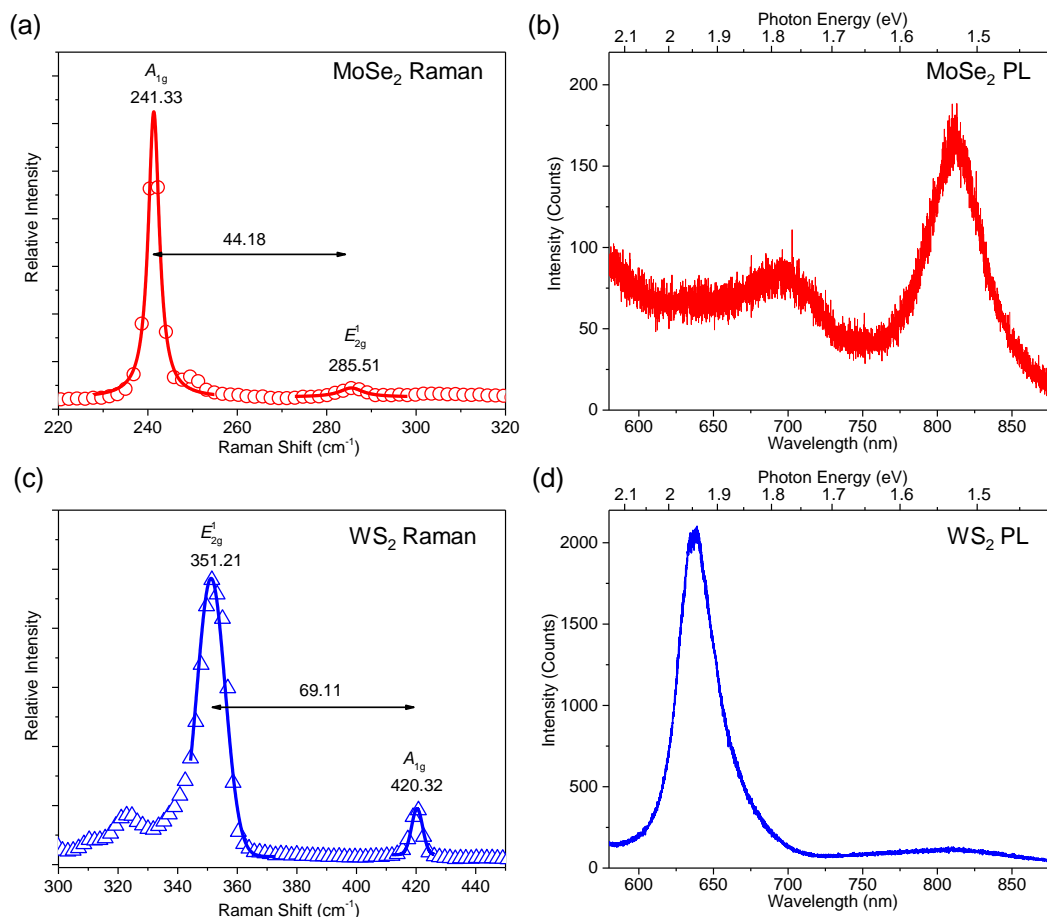 (a)
MoSe2 Raman
A1g
241.33
44.18
E12g
285.51
Relative Intensity
220 240 260 280 300 320
Raman Shift (cm-1)
(b)
Photon Energy (eV)
2.1 2 1.9 1.8 1.7 1.6 1.5
MoSe2 PL
Intensity (Counts)
200
150
100
50
0
600 650 700 750 800 850
Wavelength (nm)
(c)
WS2 Raman
E12g
351.21
69.11
A1g
420.32
Relative Intensity
300 320 340 360 380 400 420 440
Raman Shift (cm-1)
(d)
Photon Energy (eV)
2.1 2 1.9 1.8 1.7 1.6 1.5
WS2 PL
Intensity (Counts)
2000
1500
1000
500
0
600 650 700 750 800 850
Wavelength (nm)